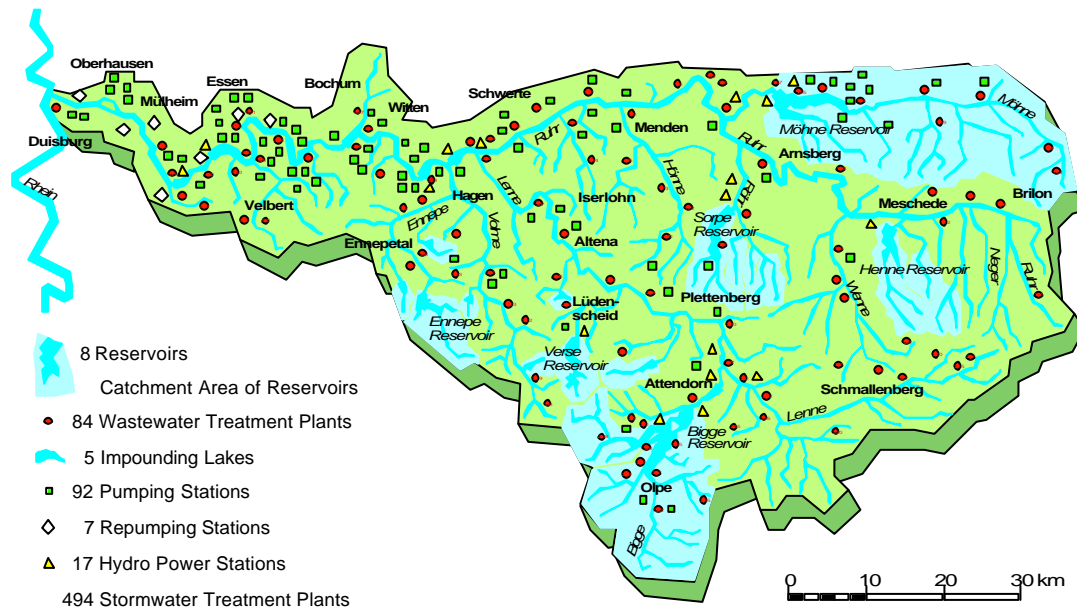 Oberhausen
Essen
Bochum
Mülheim
Witten
Schwerte
Duisburg
Ruhr
Menden
Möhne
Möhne Reservoir
Ruhr
Arnsberg
Rhein
Velbert
Hagen
Lenne
Iserlohn
Hönne
Röhr
Meschede
Brilon
Ennepe
Volme
Sorpe
Reservoir
Ennepetal
Altena
Henne Reservoir
Neger
Ruhr
Wenne
Plettenberg
Lüden-
scheid
Ennepe
Reservoir
Verse
Reservoir
Attendorn
Schmallenberg
Lenne
Bigge
Reservoir
Olpe
Bigge
8 Reservoirs
Catchment Area of Reservoirs
84 Wastewater Treatment Plants
5 Impounding Lakes
92 Pumping Stations
7 Repumping Stations
17 Hydro Power Stations
494 Stormwater Treatment Plants
0 10 20 30 km